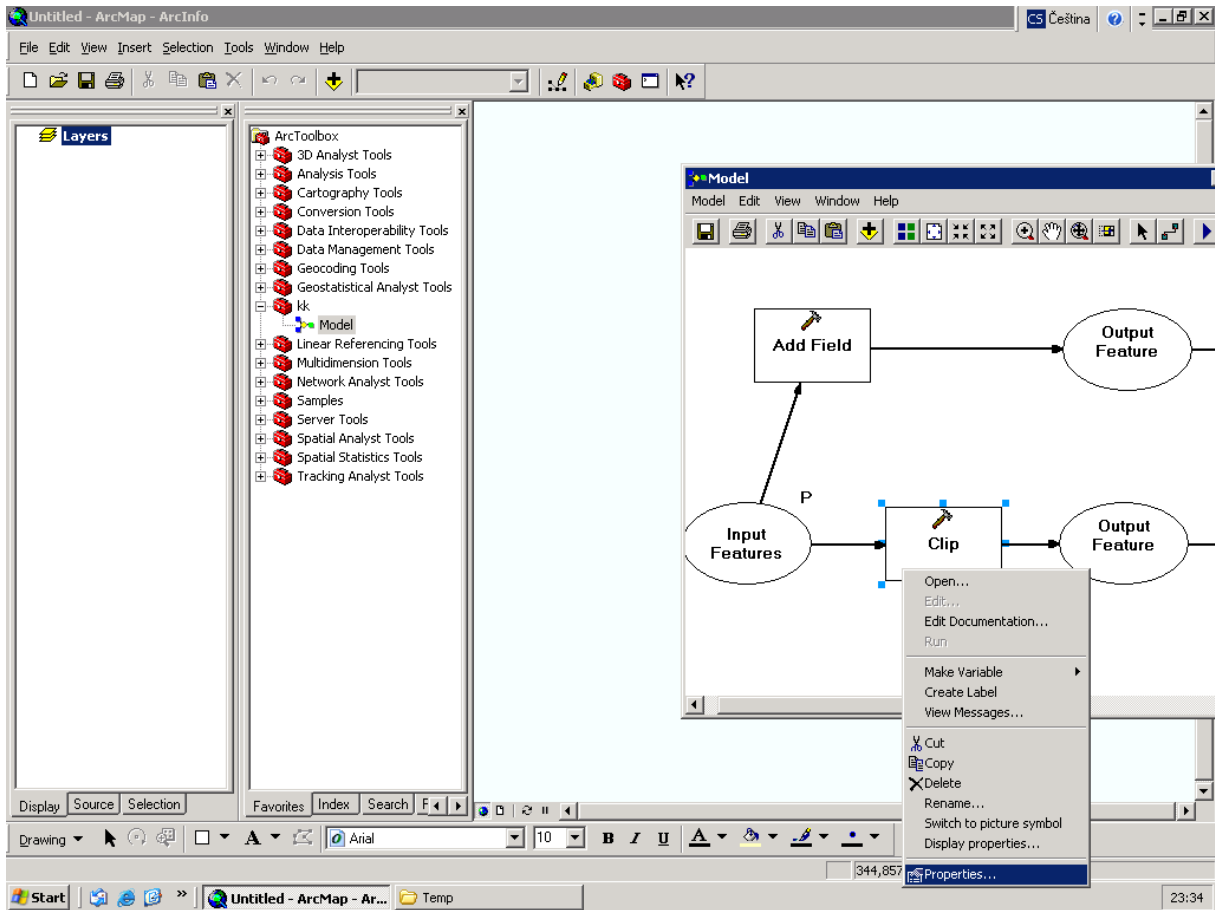 Untitled - ArcMap - ArcInfo
CS Čeština
File Edit View Insert Selection Tools Window Help
Layers
Display Source Selection
ArcToolbox
3D Analyst Tools
Analysis Tools
Cartography Tools
Conversion Tools
Data Interoperability Tools
Data Management Tools
Geocoding Tools
Geostatistical Analyst Tools
kk
Model
Linear Referencing Tools
Multidimension Tools
Network Analyst Tools
Samples
Server Tools
Spatial Analyst Tools
Spatial Statistics Tools
Tracking Analyst Tools
Favorites Index Search
Model
Model Edit View Window Help
Add Field
Output
Feature
P
Input
Features
Clip
Output
Feature
Open...
Edit...
Edit Documentation...
Run
Make Variable
Create Label
View Messages...
Cut
Copy
Delete
Rename...
Switch to picture symbol
Display properties...
Properties...
Drawing A Arial 10 B I U A
344,857
Start Untitled - ArcMap - Ar... Temp 23:34